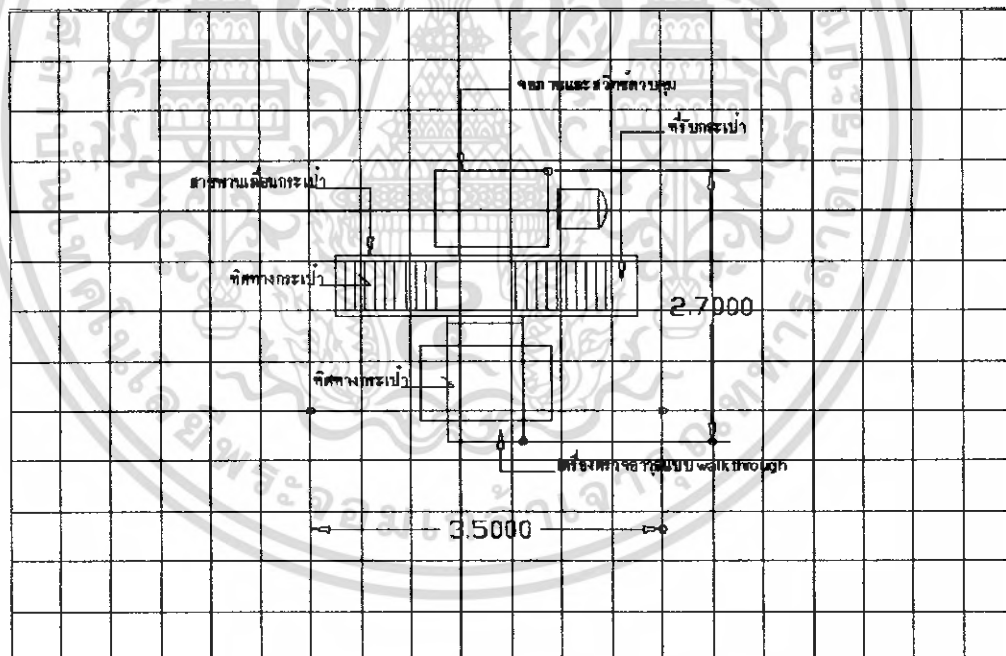 จอภาพและสวิทซ์ควบคุม
ที่รับกระเป๋า
สายพานเลื่อนกระเป๋า
ทิศทางกระเป๋า
2.7000
ทิศทางกระเป๋า
เครื่องตรวจอาวุธแบบ walkthrough
3.5000